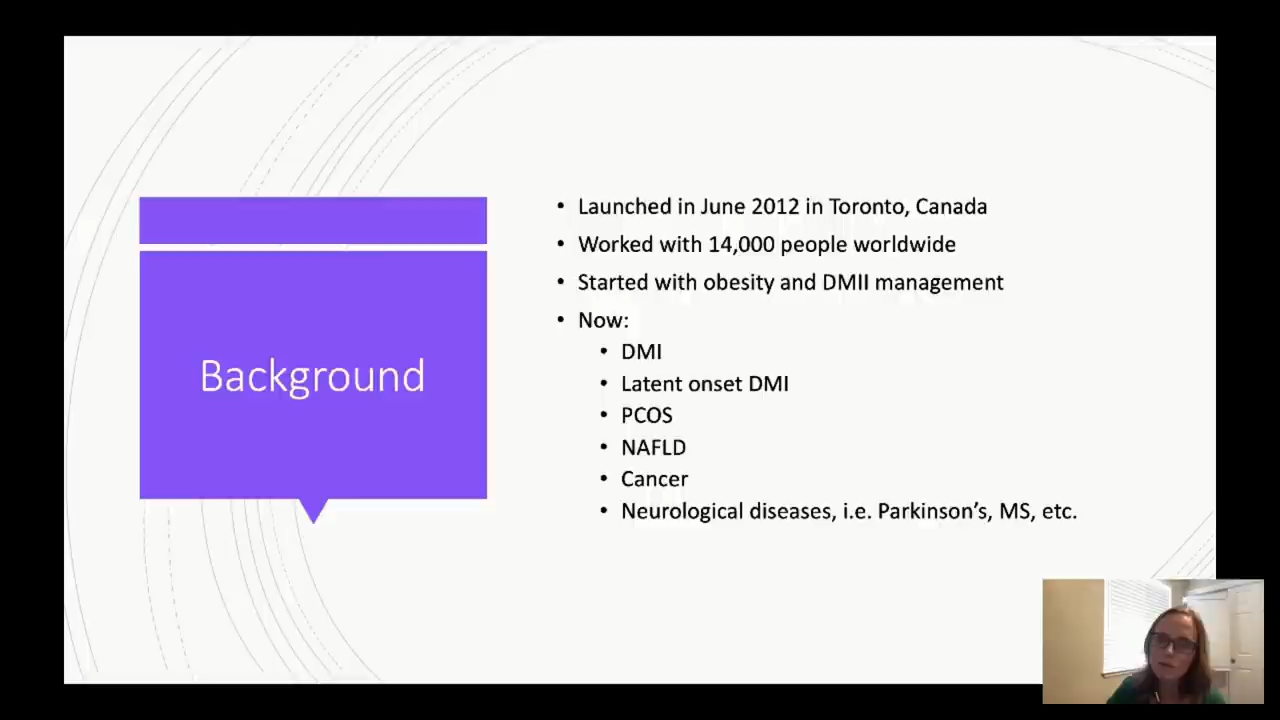 Background
• Launched in June 2012 in Toronto, Canada
• Worked with 14,000 people worldwide
• Started with obesity and DMII management
• Now:
• DMI
• Latent onset DMI
• PCOS
• NAFLD
• Cancer
• Neurological diseases, i.e. Parkinson’s, MS, etc.